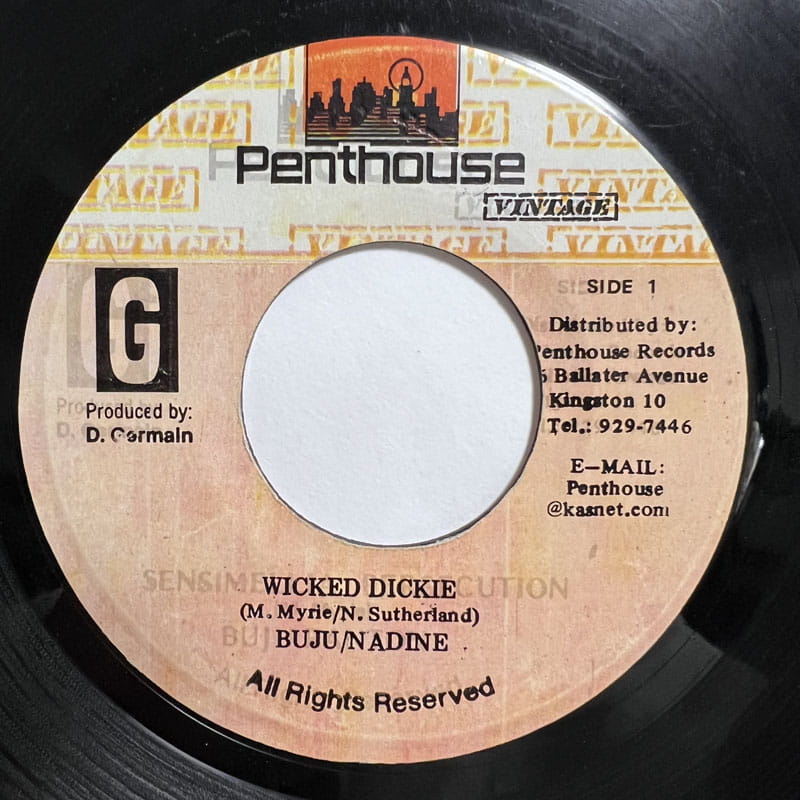 Penthouse
VINTAGE
G
Produced by:
D. Germain
SIDE 1
Distributed by:
Penthouse Records
6 Ballater Avenue
Kingston 10
Tel.: 929-7446
E-MAIL:
Penthouse
@kasnet.com
WICKED DICKIE
(M. Myrie/N. Sutherland)
BUJU/NADINE
All Rights Reserved